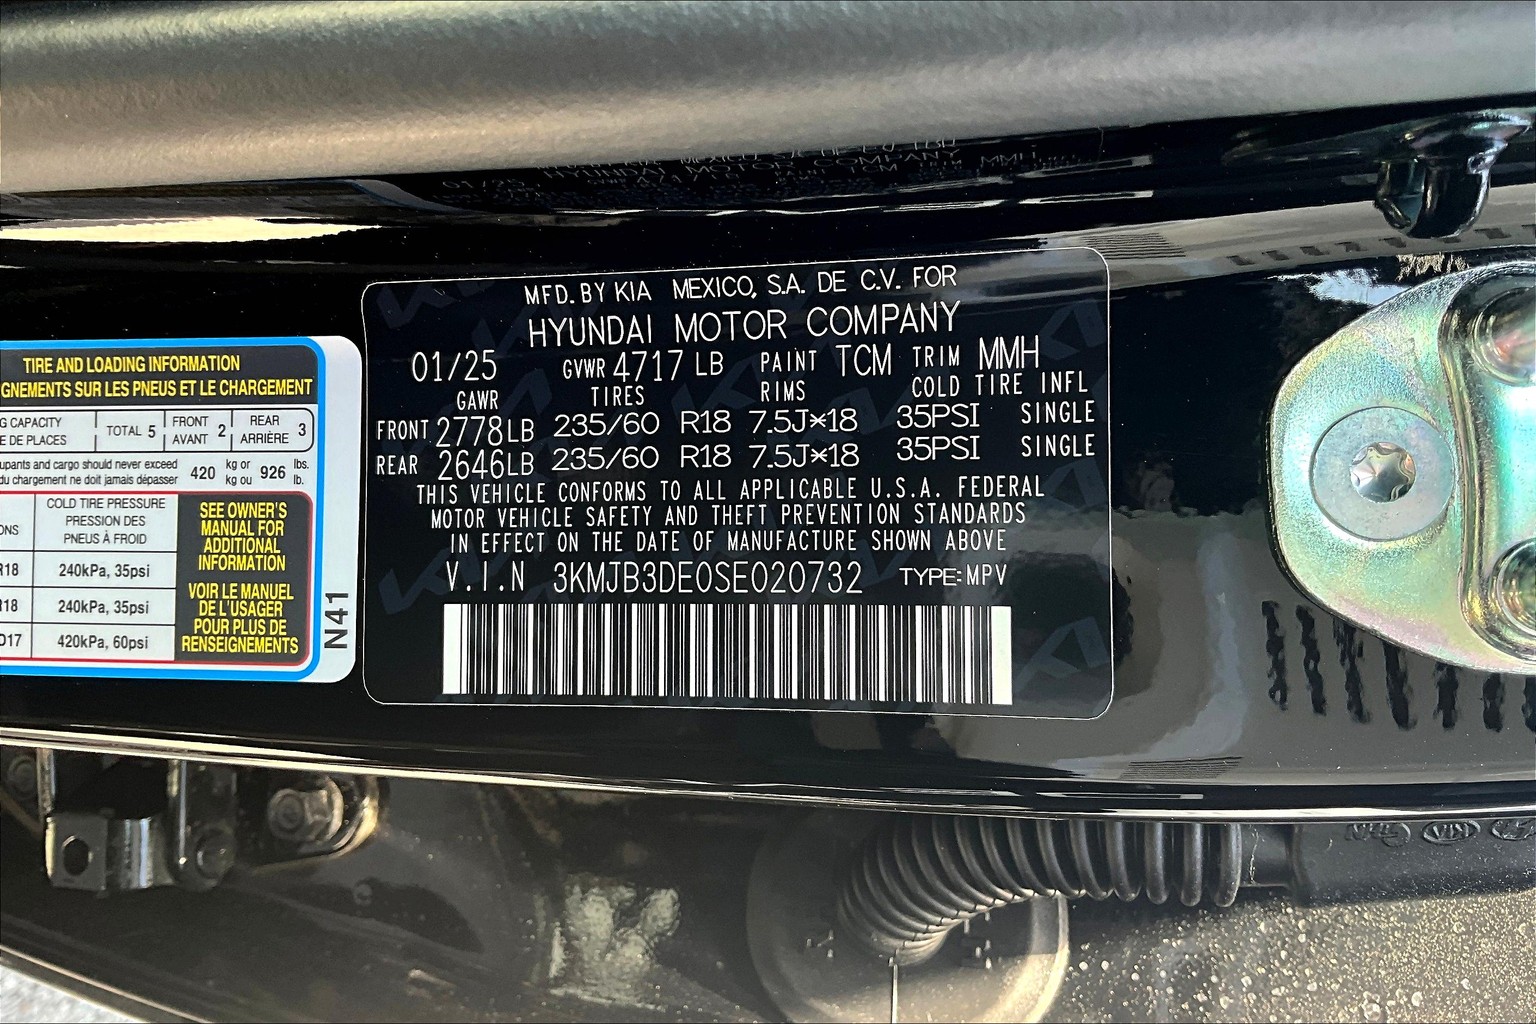 MFD. BY KIA MEXICO, S.A. DE C.V. FOR
HYUNDAI MOTOR COMPANY
01/25 GVWR 4717 LB PAINT TCM TRIM MMH
GAWR TIRES RIMS COLD TIRE INFL
FRONT 2778LB 235/60 R18 7.5J×18 35PSI SINGLE
REAR 2646LB 235/60 R18 7.5J×18 35PSI SINGLE
THIS VEHICLE CONFORMS TO ALL APPLICABLE U.S.A. FEDERAL
MOTOR VEHICLE SAFETY AND THEFT PREVENTION STANDARDS
IN EFFECT ON THE DATE OF MANUFACTURE SHOWN ABOVE
V.I.N 3KMJB3DE0SE020732 TYPE:MPV
TIRE AND LOADING INFORMATION
SUR LES PNEUS ET LE CHARGEMENT
CAPACITY TOTAL 5 FRONT 2 REAR 3
DE PLACES AVANT ARRIÈRE
and cargo should never exceed 420 kg or 926 lbs.
du chargement ne doit jamais dépasser kg ou lb.
COLD TIRE PRESSURE
PRESSION DES
PNEUS À FROID
240kPa, 35psi
240kPa, 35psi
420kPa, 60psi
SEE OWNER'S
MANUAL FOR
ADDITIONAL
INFORMATION
VOIR LE MANUEL
DE L'USAGER
POUR PLUS DE
RENSEIGNEMENTS
N41